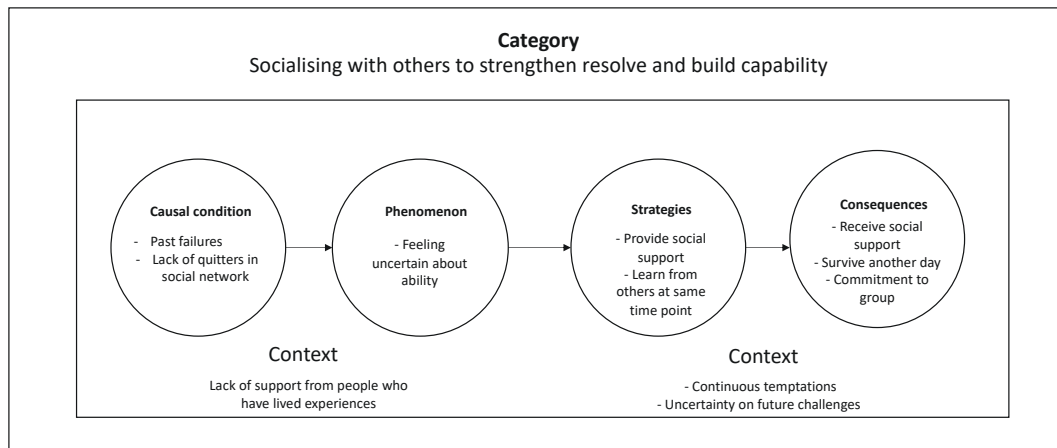 Category
Socialising with others to strengthen resolve and build capability
Causal condition
- Past failures
- Lack of quitters in
social network
Phenomenon
- Feeling
uncertain about
ability
Strategies
- Provide social
support
- Learn from
others at same
time point
Consequences
- Receive social
support
- Survive another day
- Commitment to
group
Context
Lack of support from people who
have lived experiences
Context
- Continuous temptations
- Uncertainty on future challenges